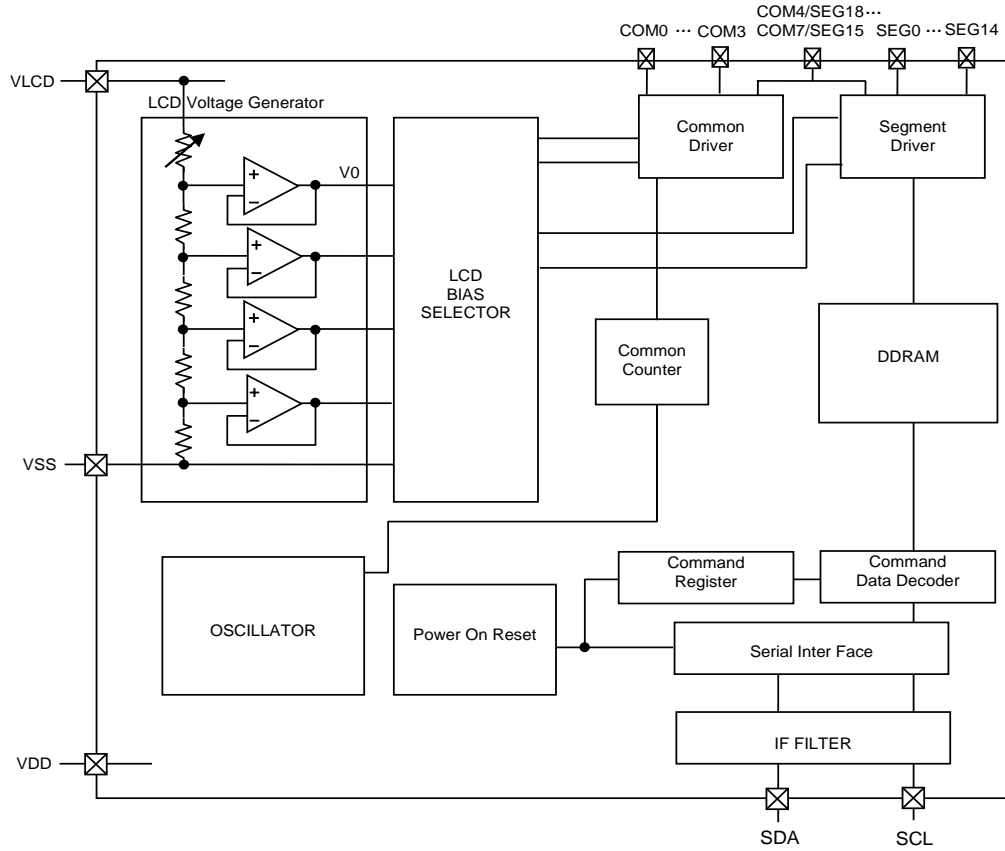 COM4/SEG18…
COM0 … COM3 COM7/SEG15 SEG0 … SEG14
VLCD
LCD Voltage Generator
Common
Driver
Segment
Driver
+
−
V0
+
−
LCD
BIAS
SELECTOR
+
−
Common
Counter
DDRAM
+
−
VSS
OSCILLATOR
Power On Reset
Command
Register
Command
Data Decoder
Serial Inter Face
IF FILTER
VDD
SDA
SCL